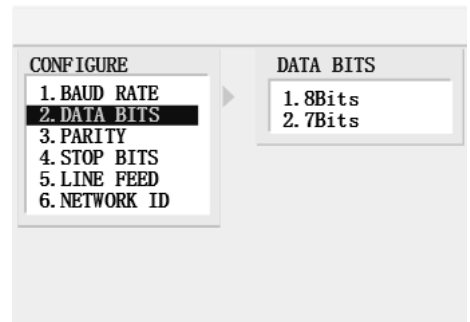 CONFIGURE
1. BAUD RATE
2. DATA BITS
3. PARITY
4. STOP BITS
5. LINE FEED
6. NETWORK ID
DATA BITS
1. 8Bits
2. 7Bits